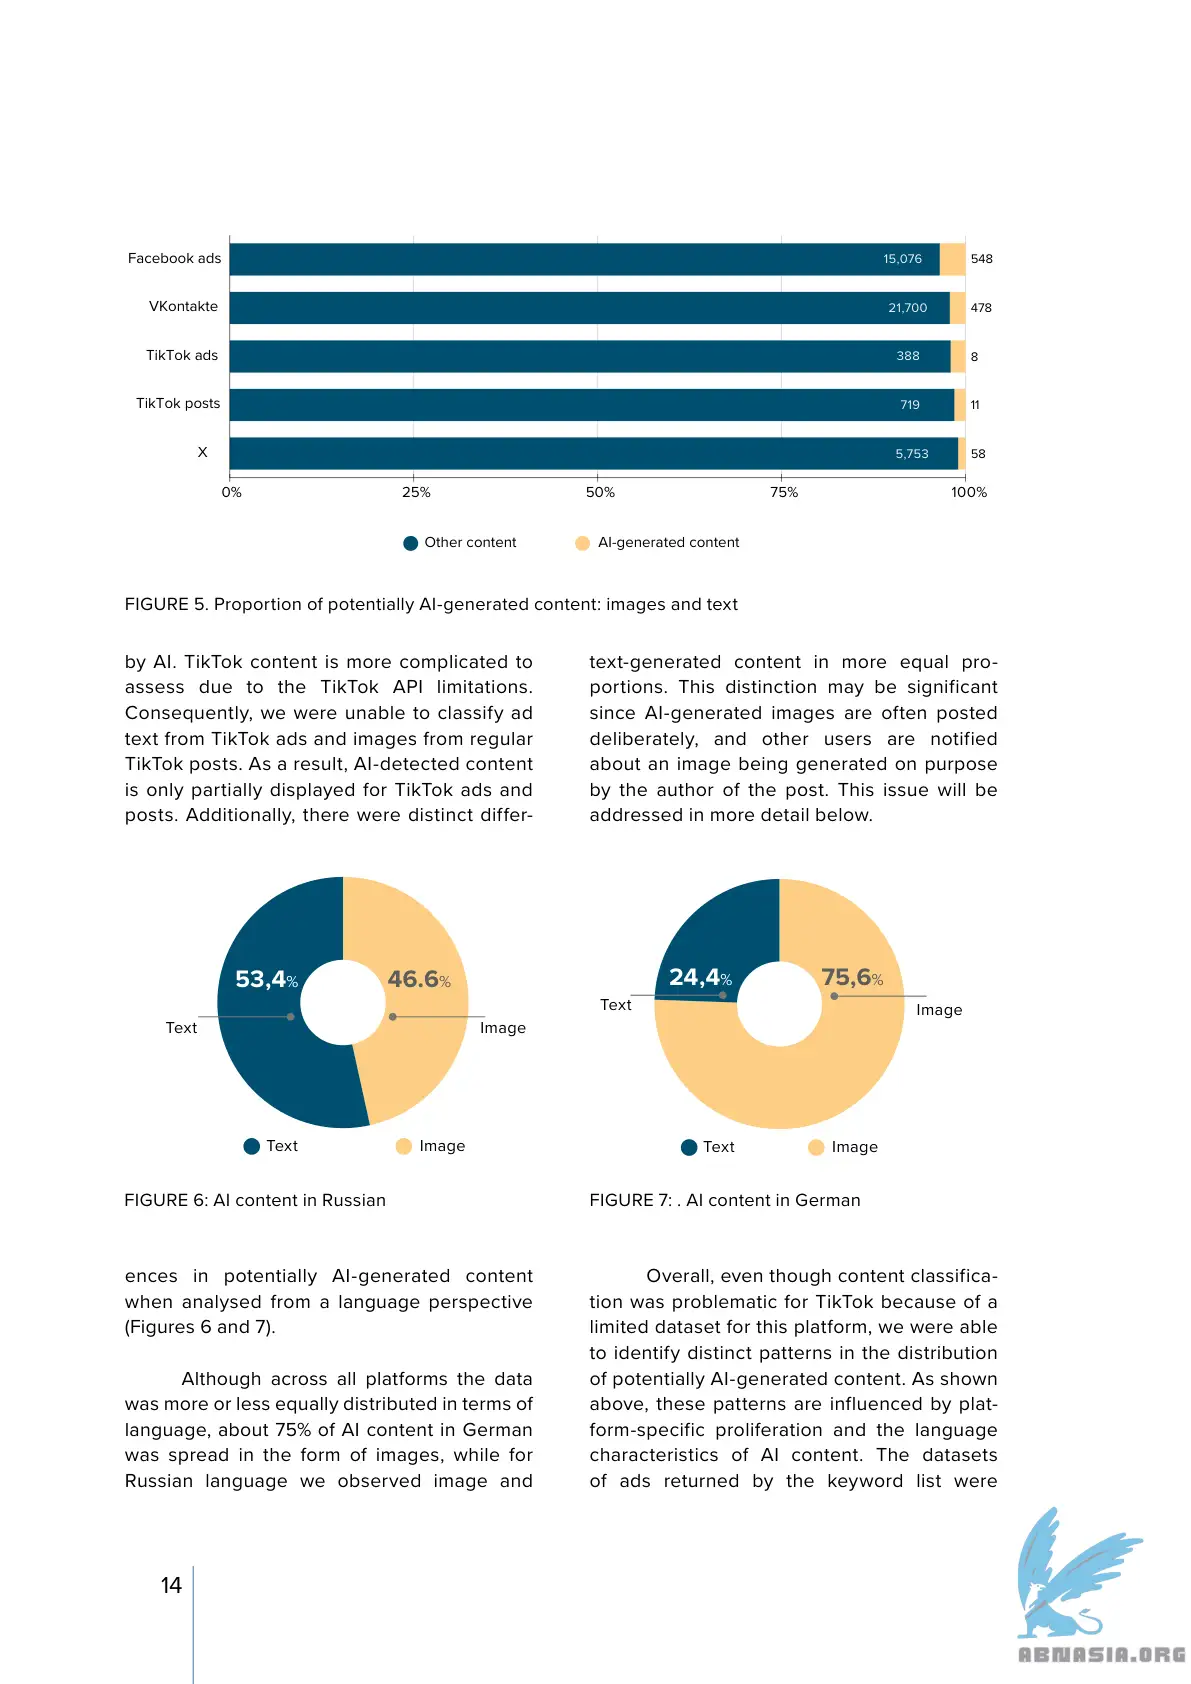 Facebook ads 15,076 548
VKontakte 21,700 478
TikTok ads 388 8
TikTok posts 719 11
X 5,753 58
0% 25% 50% 75% 100%
Other content AI-generated content
FIGURE 5. Proportion of potentially AI-generated content: images and text
by AI. TikTok content is more complicated to
assess due to the TikTok API limitations.
Consequently, we were unable to classify ad
text from TikTok ads and images from regular
TikTok posts. As a result, AI-detected content
is only partially displayed for TikTok ads and
posts. Additionally, there were distinct differ-
text-generated content in more equal pro-
portions. This distinction may be significant
since AI-generated images are often posted
deliberately, and other users are notified
about an image being generated on purpose
by the author of the post. This issue will be
addressed in more detail below.
53,4% 46.6%
Text Image
Text Image
FIGURE 6: AI content in Russian
24,4% 75,6%
Text Image
Text Image
FIGURE 7: . AI content in German
ences in potentially AI-generated content
when analysed from a language perspective
(Figures 6 and 7).
Although across all platforms the data
was more or less equally distributed in terms of
language, about 75% of AI content in German
was spread in the form of images, while for
Russian language we observed image and
Overall, even though content classifica-
tion was problematic for TikTok because of a
limited dataset for this platform, we were able
to identify distinct patterns in the distribution
of potentially AI-generated content. As shown
above, these patterns are influenced by plat-
form-specific proliferation and the language
characteristics of AI content. The datasets
of ads returned by the keyword list were
14
ABNASIA.ORG